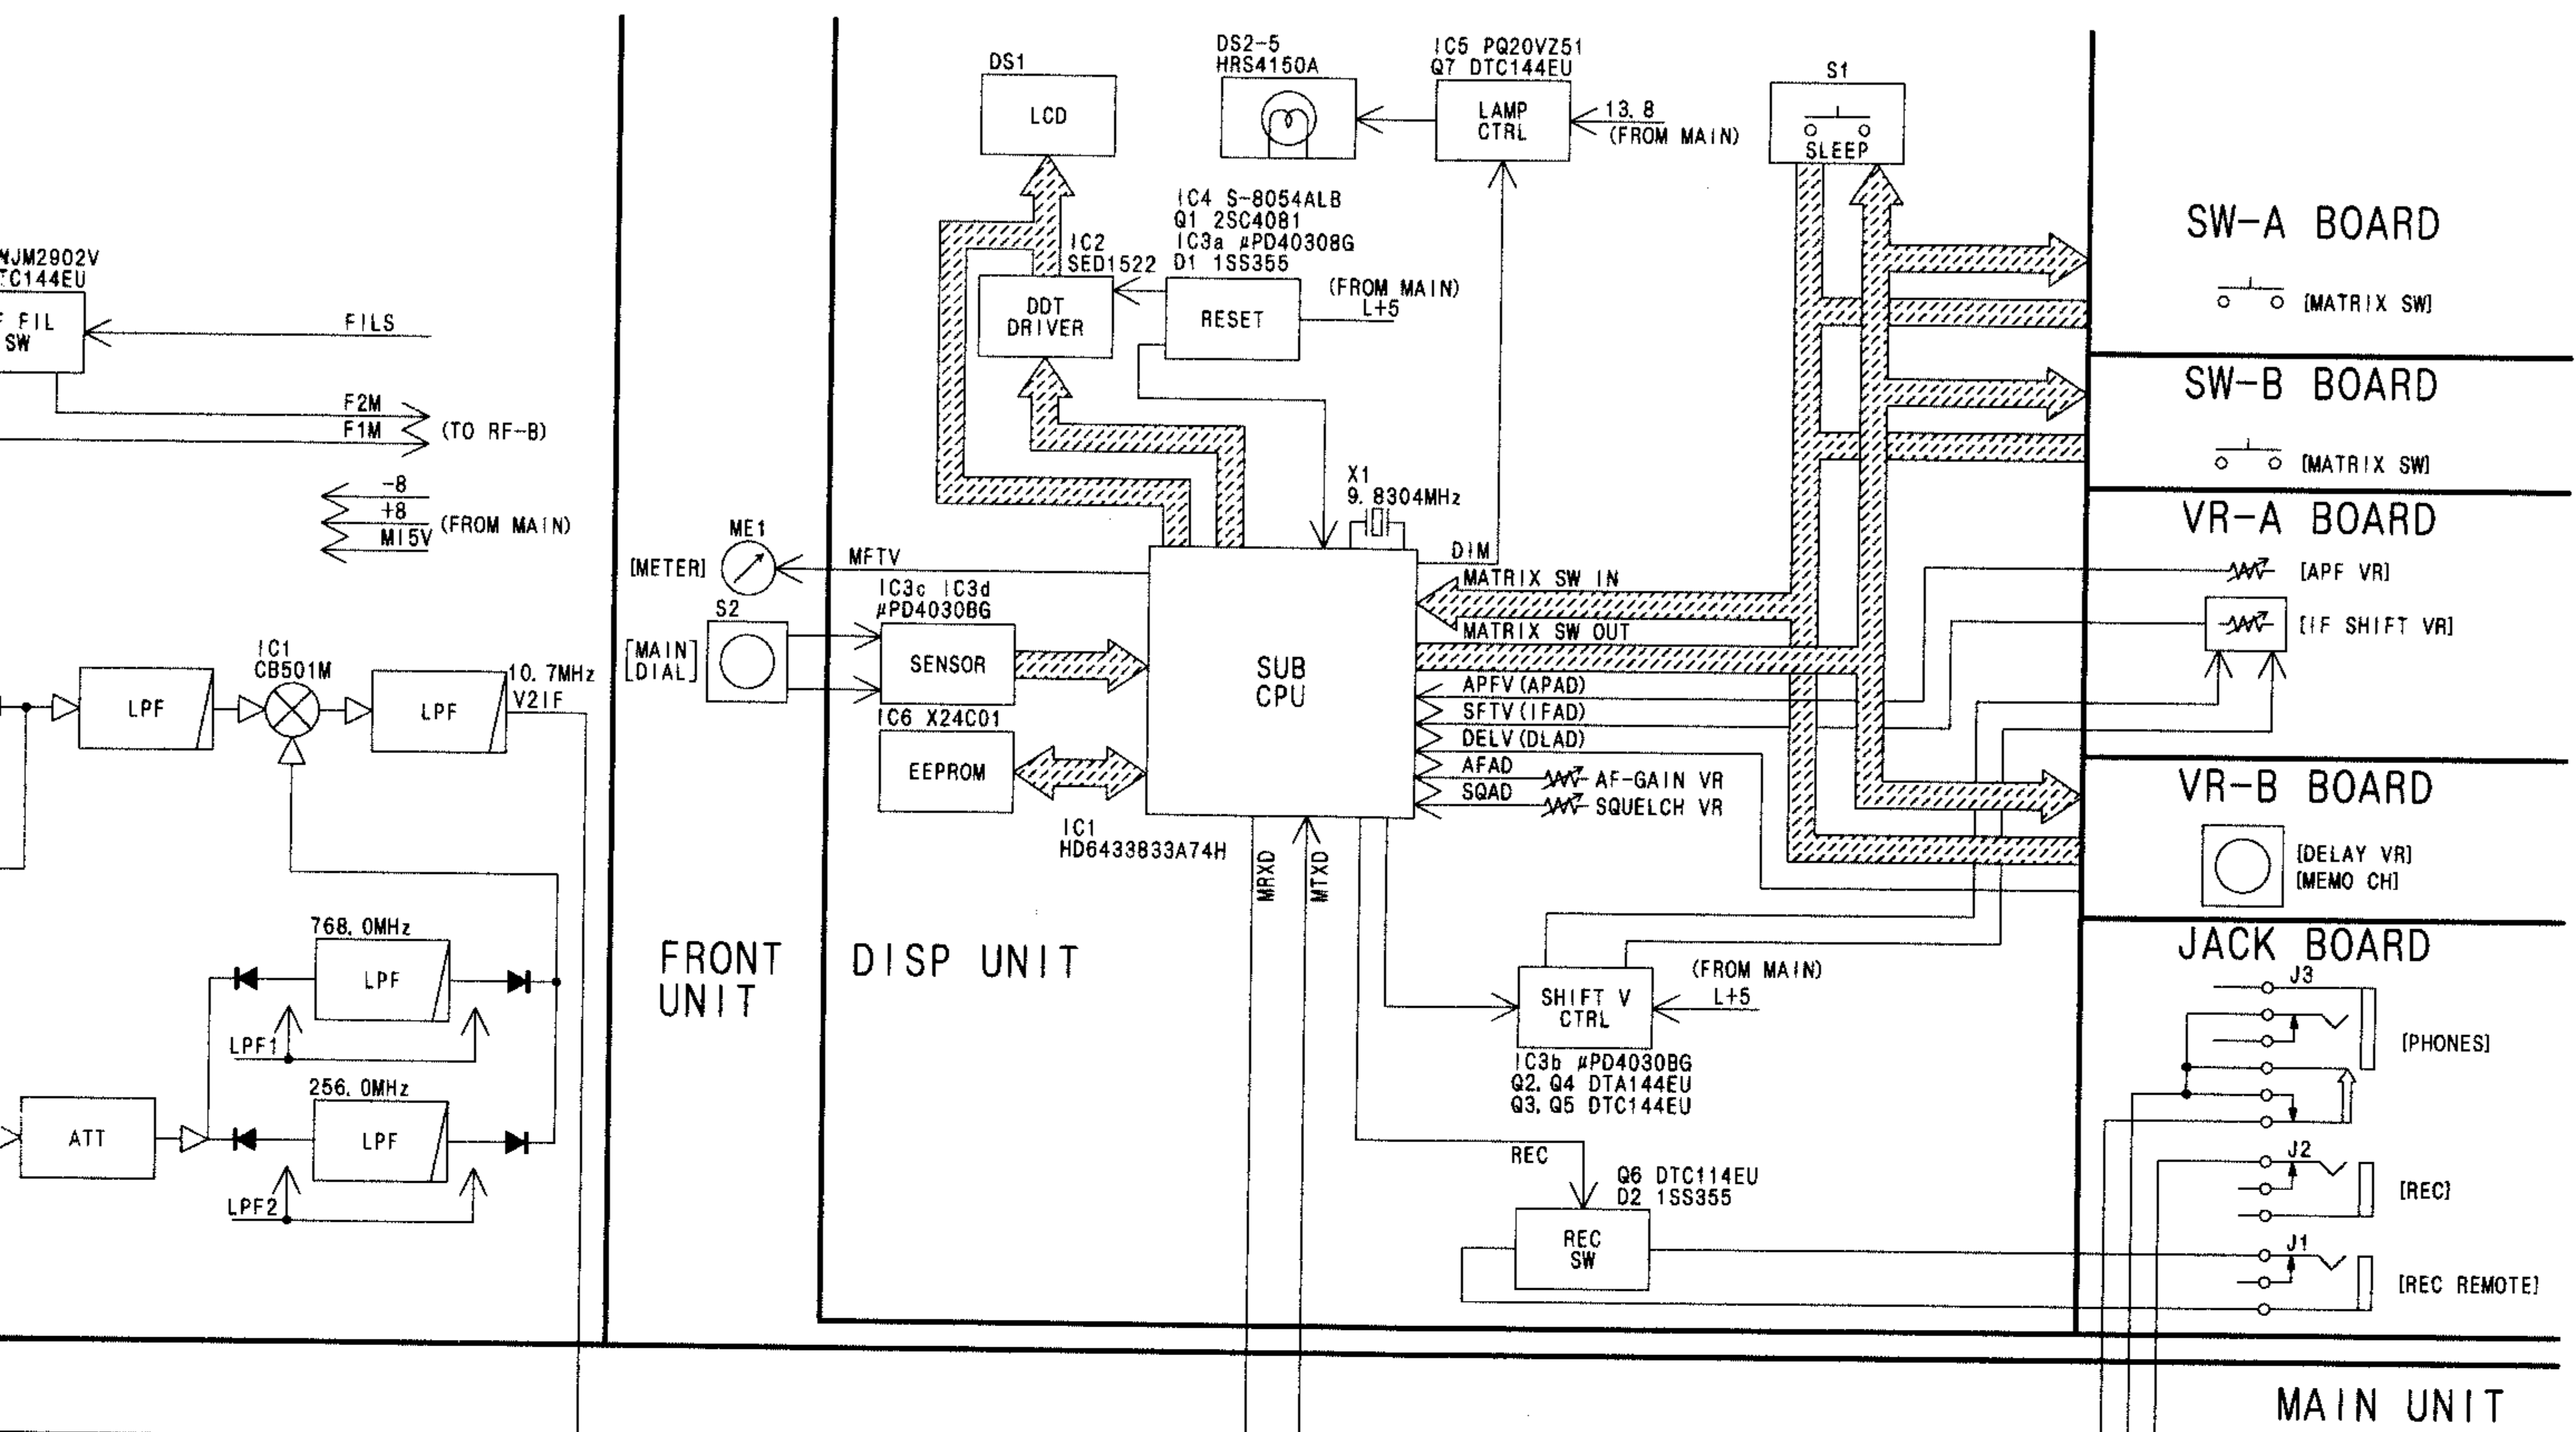 NJM2902V
TC144EU
F FIL
SW
FILS
F2M
F1M
(TO RF-B)
-8
+8
MI5V
(FROM MAIN)
LPF
IC1
CB501M
LPF
10.7MHz
V2IF
768.0MHz
LPF
LPF1
256.0MHz
LPF
LPF2
ATT
FRONT
UNIT
[METER]
ME1
S2
[MAIN
DIAL]
DISP UNIT
DS1
LCD
DS2-5
HRS4150A
IC5 PQ20VZ51
Q7 DTC144EU
LAMP
CTRL
13.8
(FROM MAIN)
S1
SLEEP
IC2
SED1522
DDT
DRIVER
IC4 S-8054ALB
Q1 2SC4081
IC3a μPD4030BG
D1 1SS355
RESET
(FROM MAIN)
L+5
X1
9.8304MHz
MFTV
IC3c IC3d
μPD4030BG
SENSOR
IC6 X24C01
EEPROM
IC1
HD6433833A74H
SUB
CPU
DIM
MATRIX SW IN
MATRIX SW OUT
APFV(APAD)
SFTV(IFAD)
DELV(DLAD)
AFAD
AF-GAIN VR
SQAD
SQUELCH VR
MRXD
MTXD
(FROM MAIN)
L+5
SHIFT V
CTRL
IC3b μPD4030BG
Q2,Q4 DTA144EU
Q3,Q5 DTC144EU
REC
Q6 DTC114EU
D2 1SS355
REC
SW
SW-A BOARD
[MATRIX SW]
SW-B BOARD
[MATRIX SW]
VR-A BOARD
[APF VR]
[IF SHIFT VR]
VR-B BOARD
[DELAY VR]
[MEMO CH]
JACK BOARD
J3
[PHONES]
J2
[REC]
J1
[REC REMOTE]
MAIN UNIT